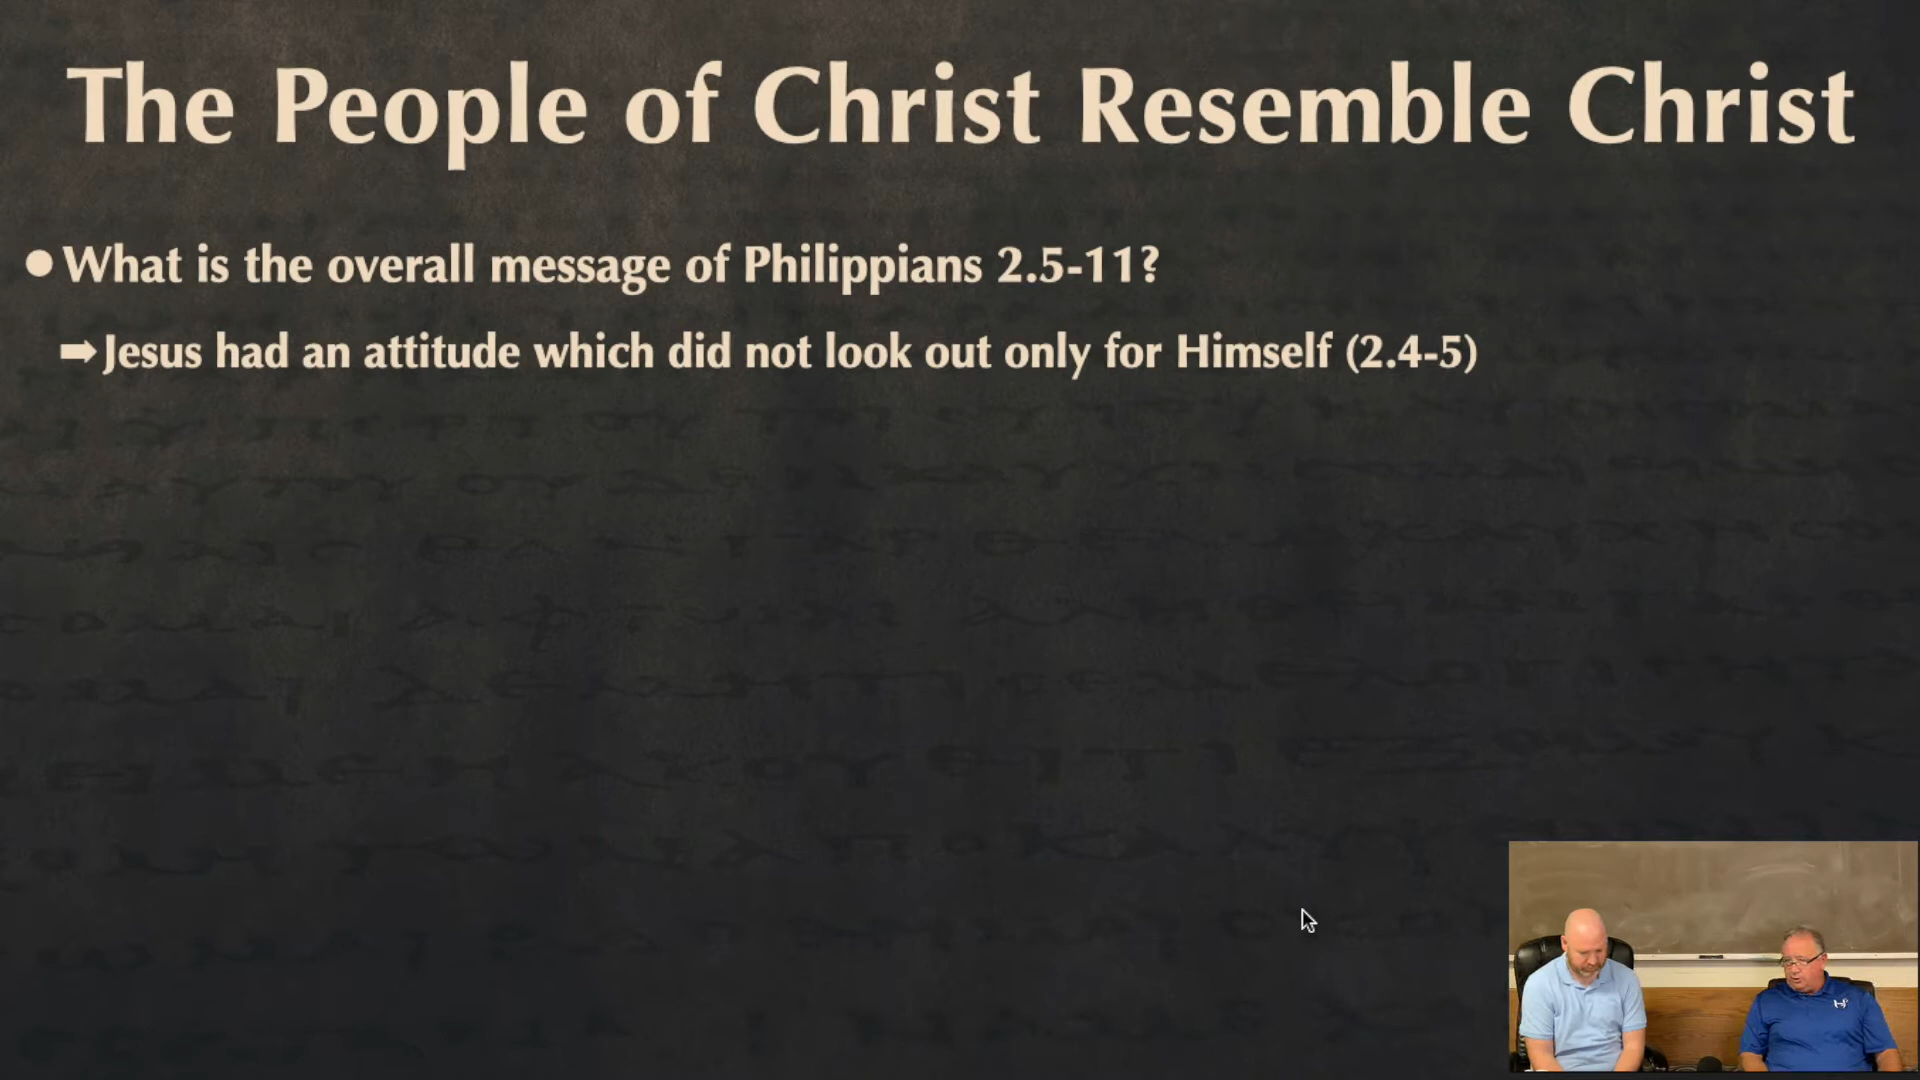 The People of Christ Resemble Christ
●What is the overall message of Philippians 2.5-11?
➡Jesus had an attitude which did not look out only for Himself (2.4-5)